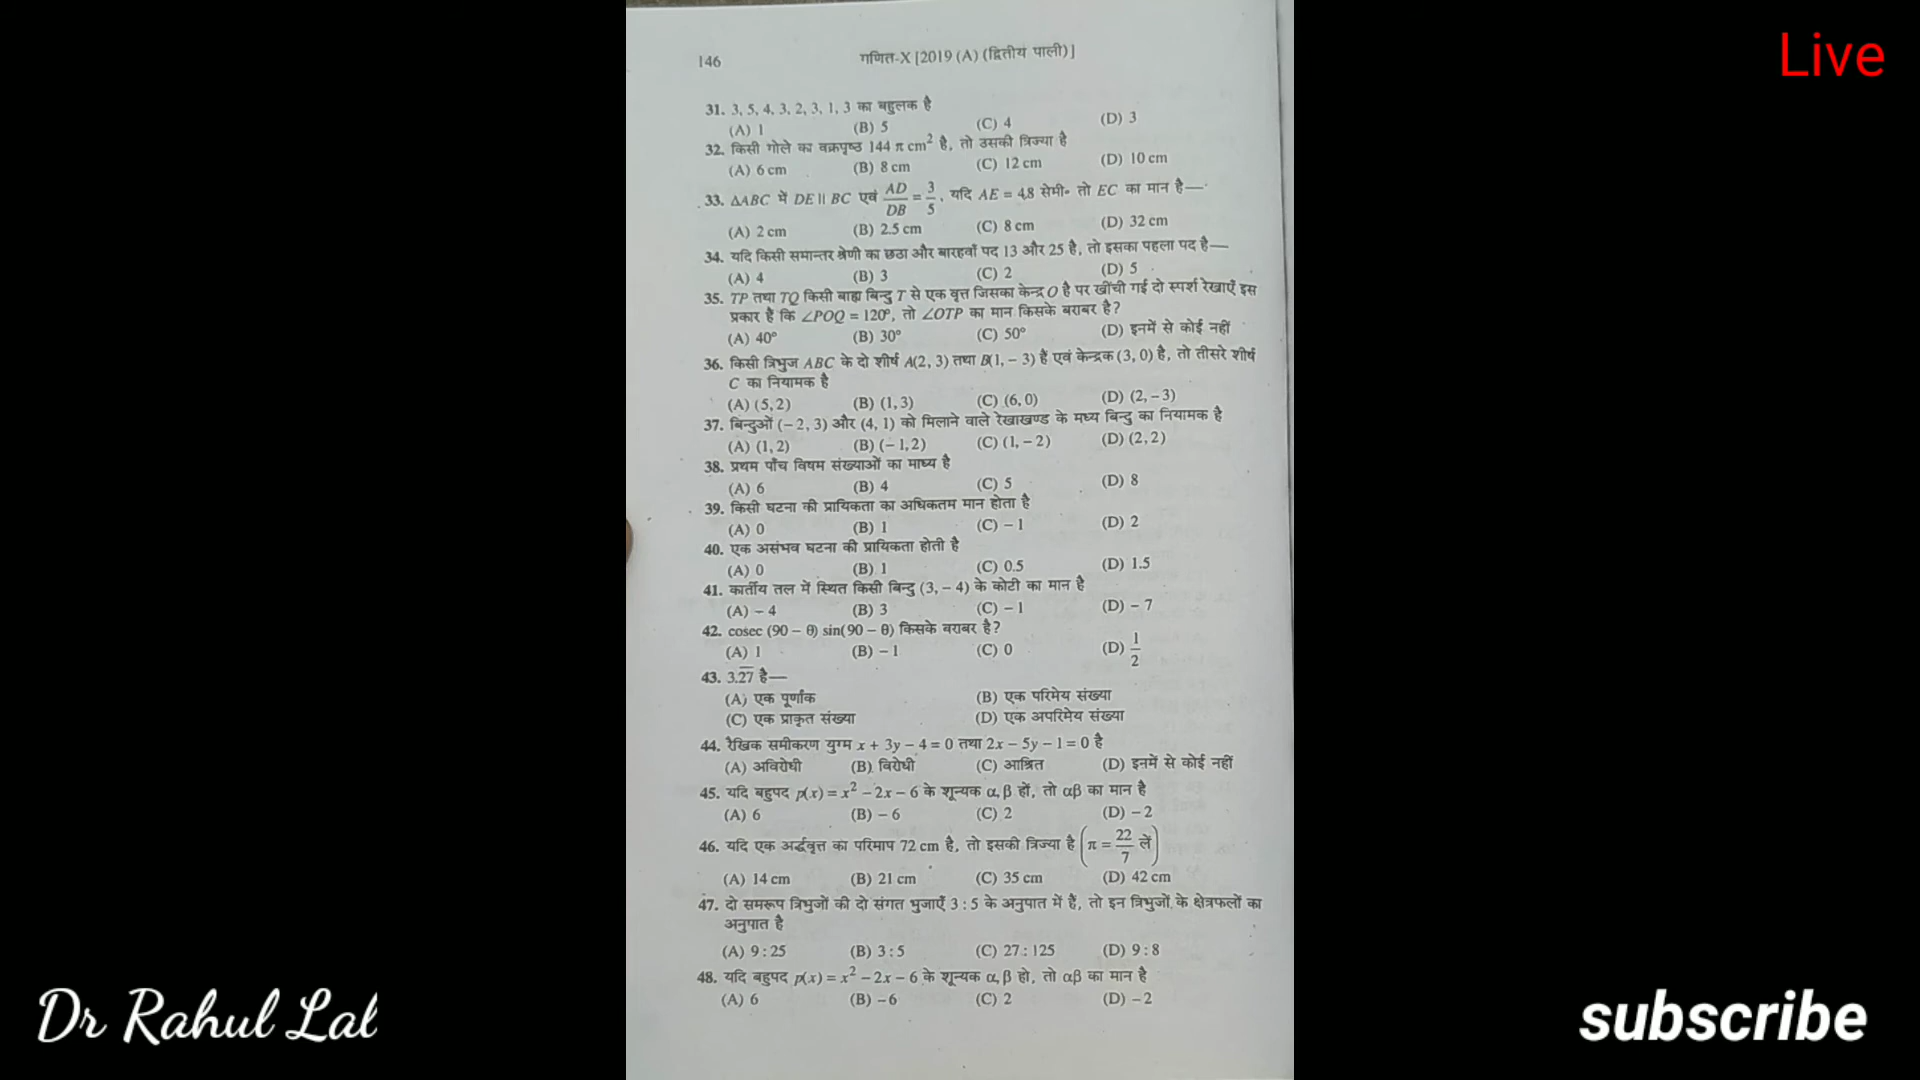 Live
146 गणित-X [2019 (A) (द्वितीय पाली)]
31. 3, 5, 4, 3, 2, 3, 1, 3 का बहुलक है
(A) 1 (B) 5 (C) 4 (D) 3
32. किसी गोले का वक्रपृष्ठ 144 π cm² है, तो उसकी त्रिज्या है
(A) 6 cm (B) 8 cm (C) 12 cm (D) 10 cm
33. ΔABC में DE || BC एवं AD/DB = 3/5, यदि AE = 4.8 सेमी॰ तो EC का मान है—
(A) 2 cm (B) 2.5 cm (C) 8 cm (D) 32 cm
34. यदि किसी समान्तर श्रेणी का छठा और बारहवाँ पद 13 और 25 है, तो इसका पहला पद है—
(A) 4 (B) 3 (C) 2 (D) 5
35. TP तथा TQ किसी बाह्य बिन्दु T से एक वृत्त जिसका केन्द्र O है पर खींची गई दो स्पर्श रेखाएँ इस
प्रकार हैं कि ∠POQ = 120°, तो ∠OTP का मान किसके बराबर है?
(A) 40° (B) 30° (C) 50° (D) इनमें से कोई नहीं
36. किसी त्रिभुज ABC के दो शीर्ष A(2, 3) तथा B(1, – 3) हैं एवं केन्द्रक (3, 0) है, तो तीसरे शीर्ष
C का नियामक है
(A) (5, 2) (B) (1, 3) (C) (6, 0) (D) (2, – 3)
37. बिन्दुओं (– 2, 3) और (4, 1) को मिलाने वाले रेखाखण्ड के मध्य बिन्दु का नियामक है
(A) (1, 2) (B) (– 1, 2) (C) (1, – 2) (D) (2, 2)
38. प्रथम पाँच विषम संख्याओं का माध्य है
(A) 6 (B) 4 (C) 5 (D) 8
39. किसी घटना की प्रायिकता का अधिकतम मान होता है
(A) 0 (B) 1 (C) – 1 (D) 2
40. एक असंभव घटना की प्रायिकता होती है
(A) 0 (B) 1 (C) 0.5 (D) 1.5
41. कार्तीय तल में स्थित किसी बिन्दु (3, – 4) के कोटी का मान है
(A) – 4 (B) 3 (C) – 1 (D) – 7
42. cosec (90 – θ) sin(90 – θ) किसके बराबर है?
(A) 1 (B) – 1 (C) 0 (D) 1/2
43. 3.2̅7̅ है—
(A) एक पूर्णांक (B) एक परिमेय संख्या
(C) एक प्राकृत संख्या (D) एक अपरिमेय संख्या
44. रैखिक समीकरण युग्म x + 3y – 4 = 0 तथा 2x – 5y – 1 = 0 है
(A) अविरोधी (B) विरोधी (C) आश्रित (D) इनमें से कोई नहीं
45. यदि बहुपद p(x) = x² – 2x – 6 के शून्यक α, β हों, तो αβ का मान है
(A) 6 (B) – 6 (C) 2 (D) – 2
46. यदि एक अर्द्धवृत्त का परिमाप 72 cm है, तो इसकी त्रिज्या है (π = 22/7 लें)
(A) 14 cm (B) 21 cm (C) 35 cm (D) 42 cm
47. दो समरूप त्रिभुजों की दो संगत भुजाएँ 3 : 5 के अनुपात में हैं, तो इन त्रिभुजों के क्षेत्रफलों का
अनुपात है
(A) 9 : 25 (B) 3 : 5 (C) 27 : 125 (D) 9 : 8
48. यदि बहुपद p(x) = x² – 2x – 6 के शून्यक α, β हो, तो αβ का मान है
(A) 6 (B) – 6 (C) 2 (D) – 2
Dr Rahul Lal
subscribe